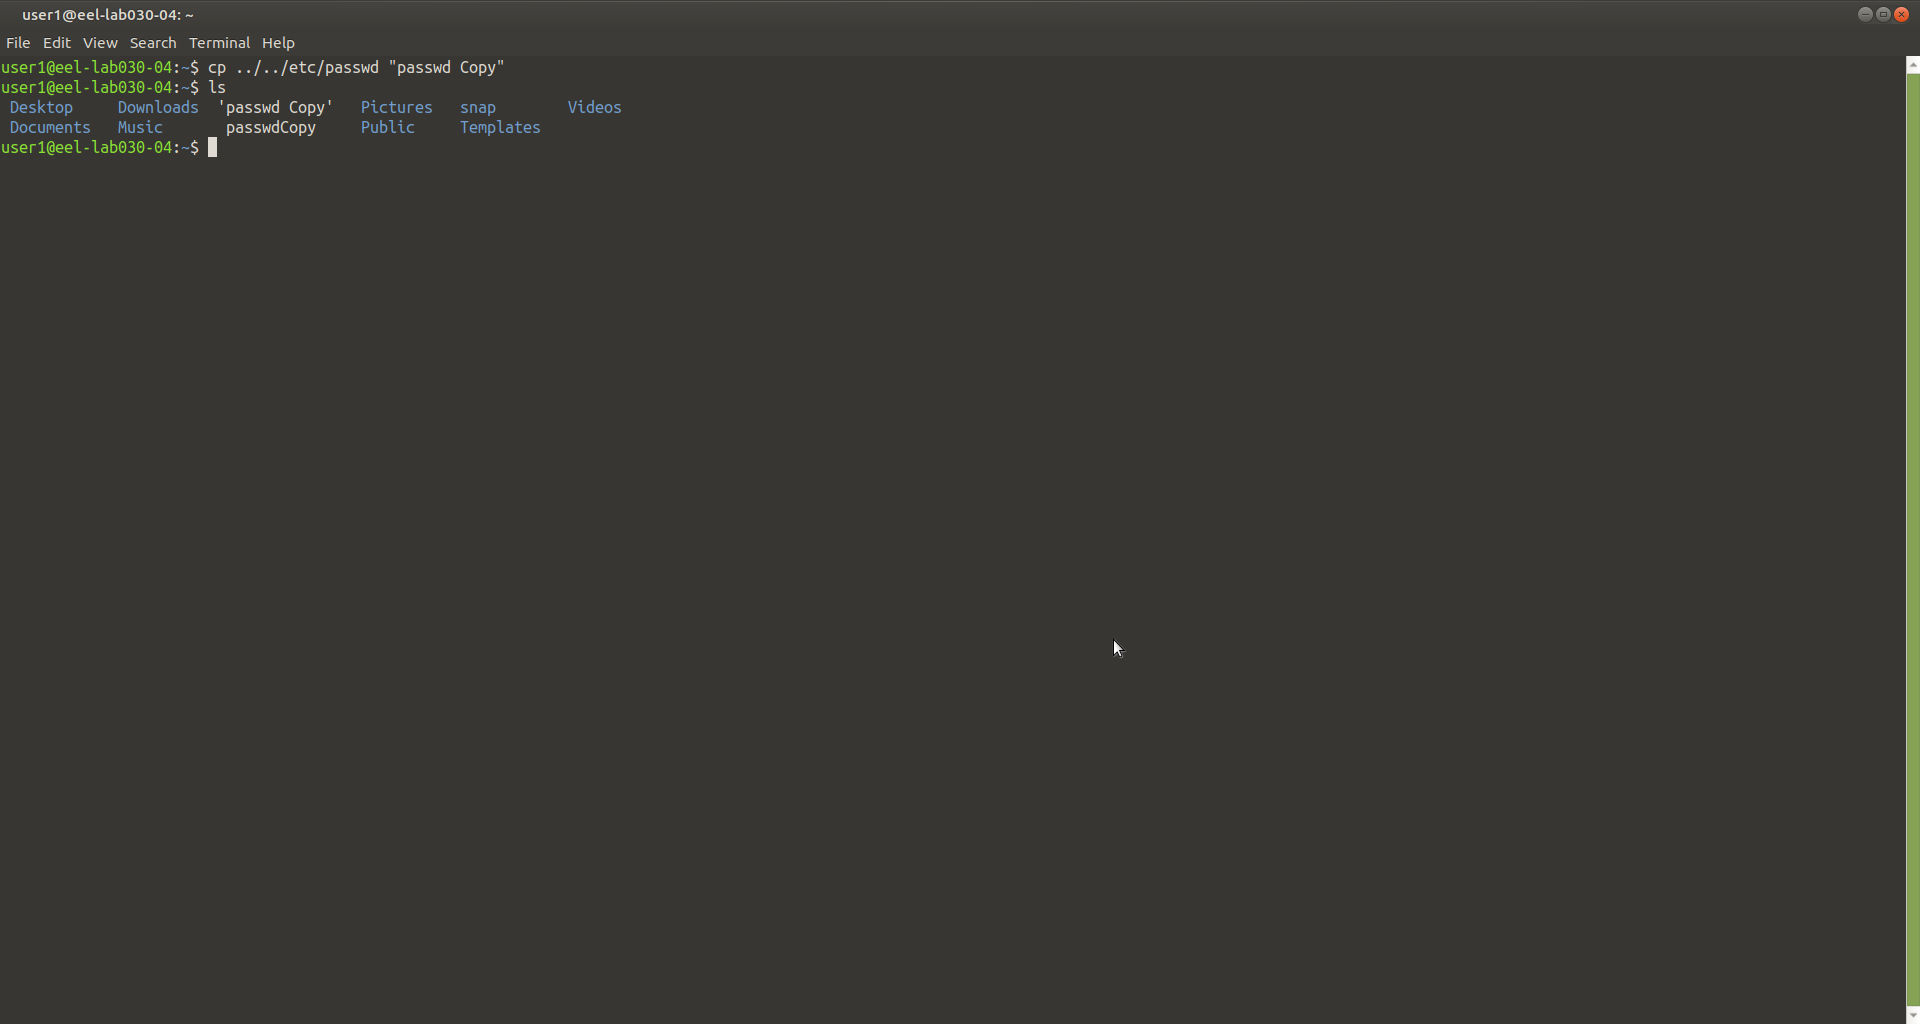 user1@eel-lab030-04: ~
File Edit View Search Terminal Help
user1@eel-lab030-04:~$ cp ../../etc/passwd "passwd Copy"
user1@eel-lab030-04:~$ ls
Desktop Downloads 'passwd Copy' Pictures snap Videos
Documents Music passwdCopy Public Templates
user1@eel-lab030-04:~$